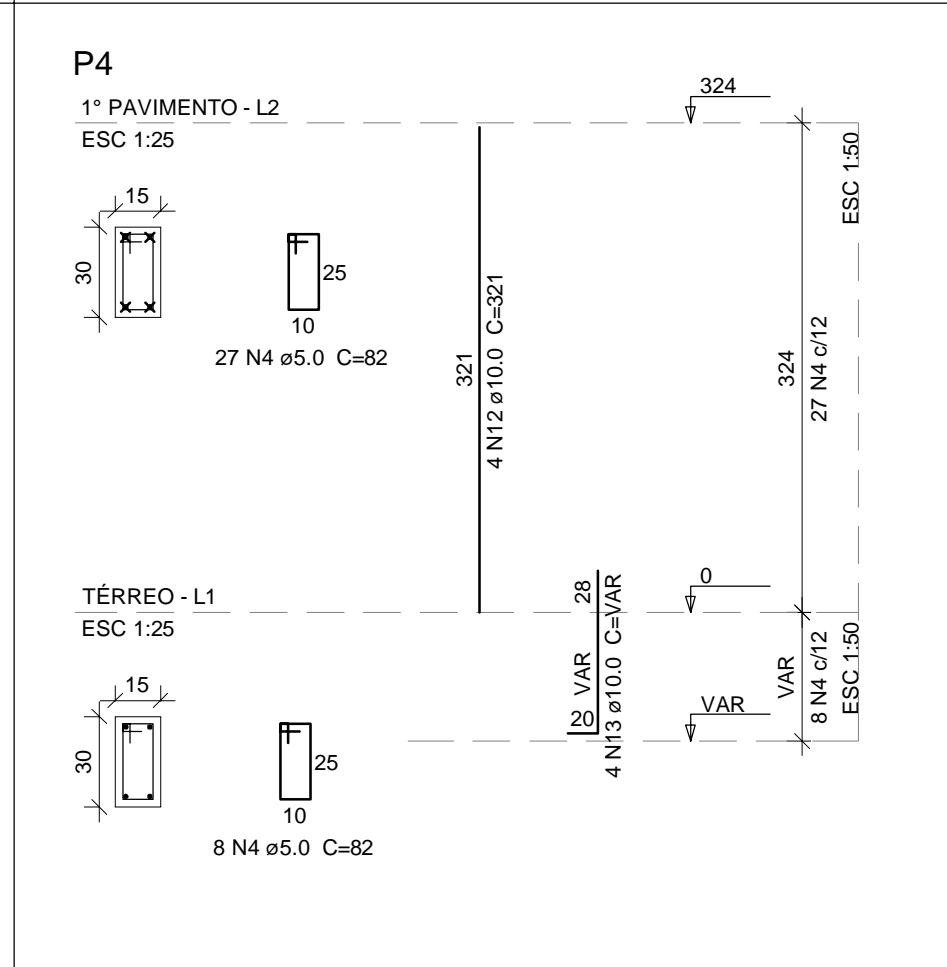 P4
1° PAVIMENTO - L2
ESC 1:25
324
ESC 1:50
15
30
25
10
27 N4 ø5.0 C=82
321
4 N12 ø10.0 C=321
324
27 N4 c/12
TÉRREO - L1
ESC 1:25
0
28
VAR
20
4 N13 ø10.0 C=VAR
VAR
VAR
8 N4 c/12
ESC 1:50
15
30
25
10
8 N4 ø5.0 C=82